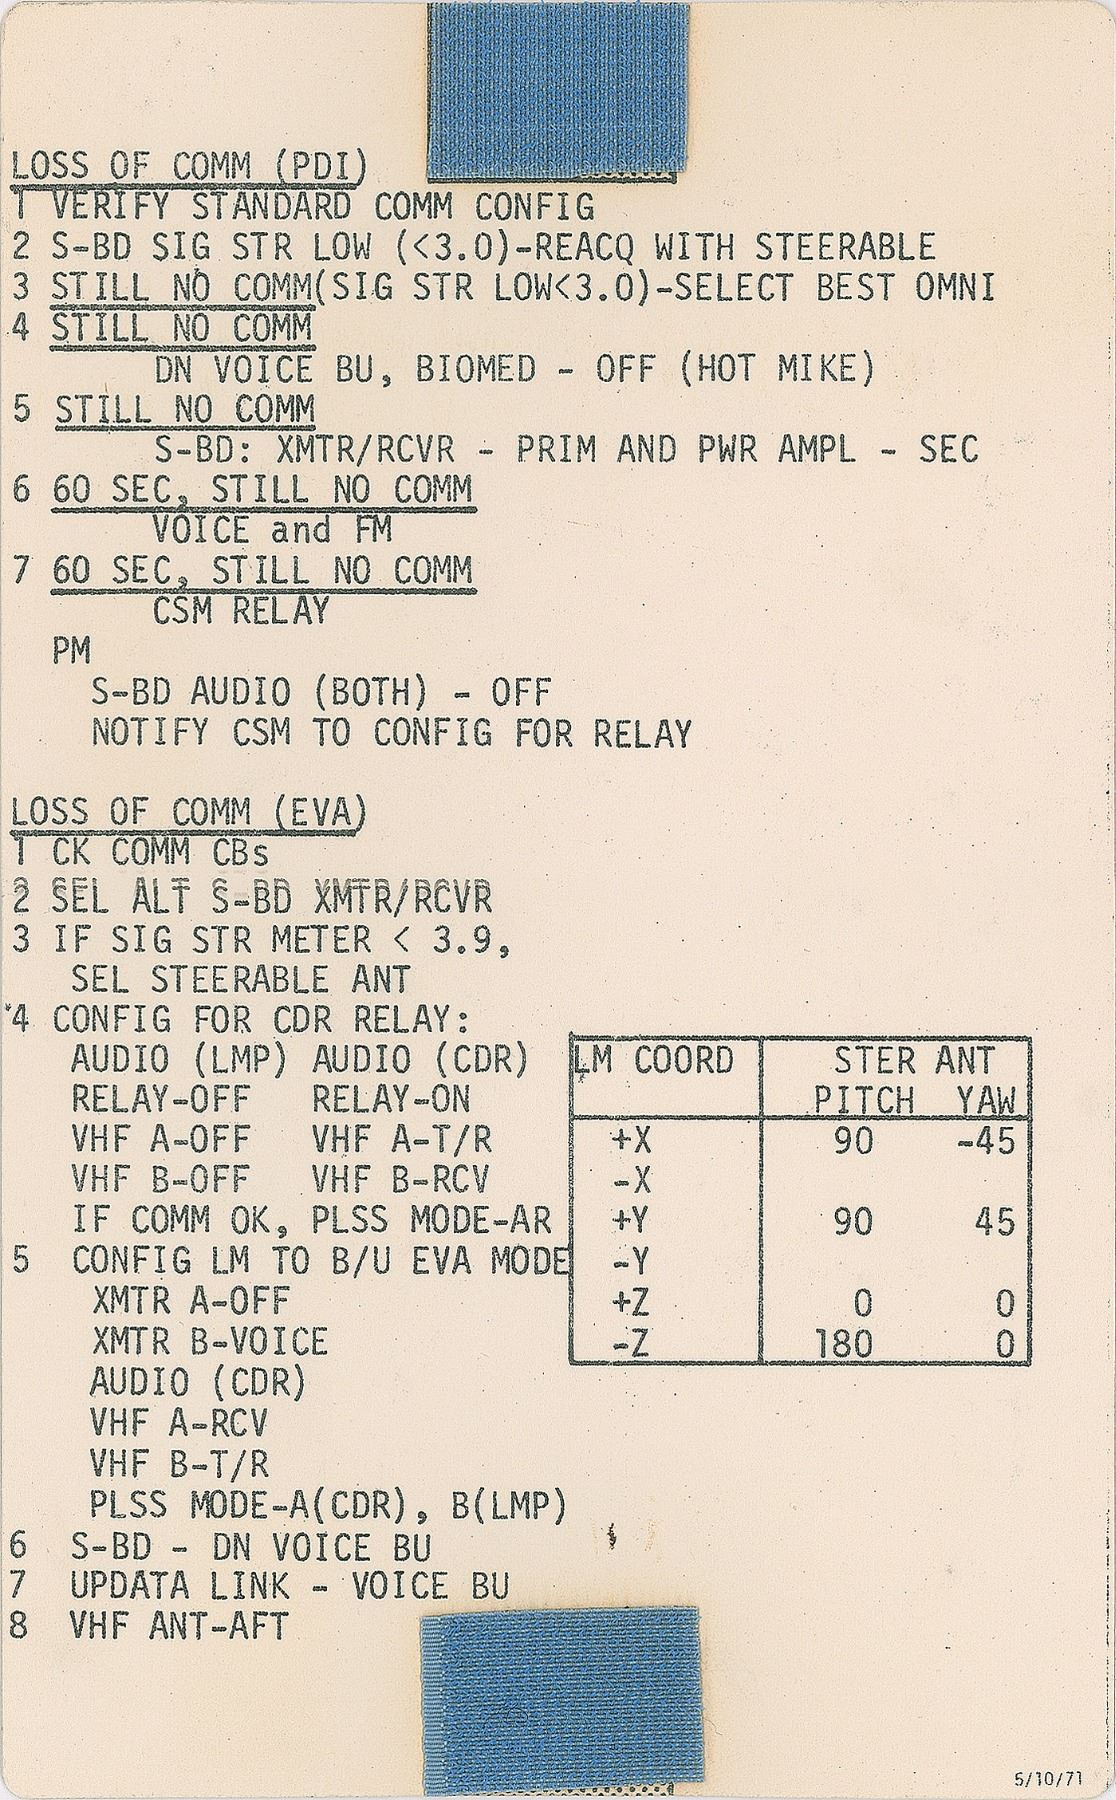 LOSS OF COMM (PDI)
1 VERIFY STANDARD COMM CONFIG
2 S-BD SIG STR LOW (<3.0)-REACQ WITH STEERABLE
3 STILL NO COMM(SIG STR LOW<3.0)-SELECT BEST OMNI
4 STILL NO COMM
DN VOICE BU, BIOMED - OFF (HOT MIKE)
5 STILL NO COMM
S-BD: XMTR/RCVR - PRIM AND PWR AMPL - SEC
6 60 SEC, STILL NO COMM
VOICE and FM
7 60 SEC, STILL NO COMM
CSM RELAY
PM
S-BD AUDIO (BOTH) - OFF
NOTIFY CSM TO CONFIG FOR RELAY
LOSS OF COMM (EVA)
1 CK COMM CBs
2 SEL ALT S-BD XMTR/RCVR
3 IF SIG STR METER < 3.9,
SEL STEERABLE ANT
*4 CONFIG FOR CDR RELAY:
AUDIO (LMP) AUDIO (CDR)
RELAY-OFF RELAY-ON
VHF A-OFF VHF A-T/R
VHF B-OFF VHF B-RCV
IF COMM OK, PLSS MODE-AR
5 CONFIG LM TO B/U EVA MODE
XMTR A-OFF
XMTR B-VOICE
AUDIO (CDR)
VHF A-RCV
VHF B-T/R
PLSS MODE-A(CDR), B(LMP)
6 S-BD - DN VOICE BU
7 UPDATA LINK - VOICE BU
8 VHF ANT-AFT
LM COORD STER ANT
PITCH YAW
+X 90 -45
-X
+Y 90 45
-Y
+Z 0 0
-Z 180 0
5/10/71